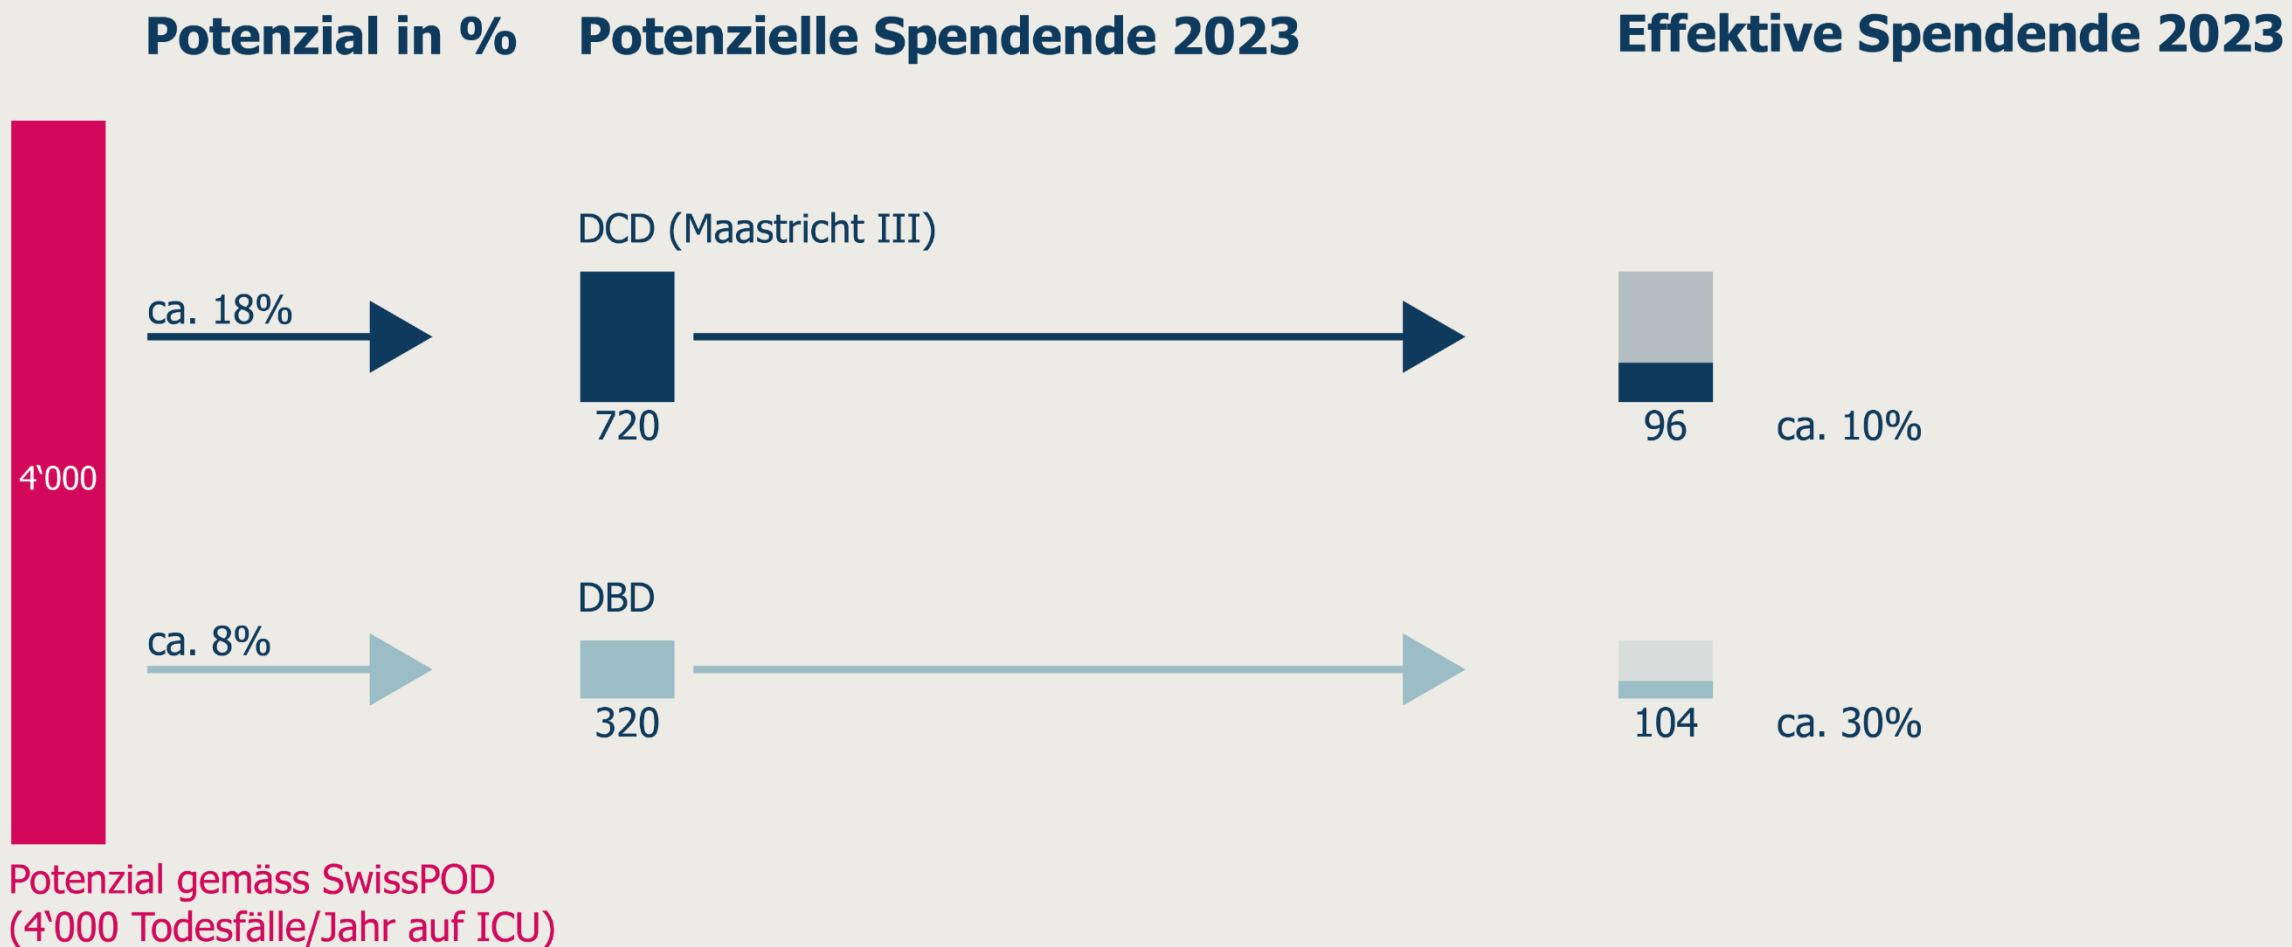 Potenzial in %
Potenzielle Spendende 2023
Effektive Spendende 2023
DCD (Maastricht III)
ca. 18%
720
96
ca. 10%
4‘000
DBD
ca. 8%
320
104
ca. 30%
Potenzial gemäss SwissPOD
(4‘000 Todesfälle/Jahr auf ICU)